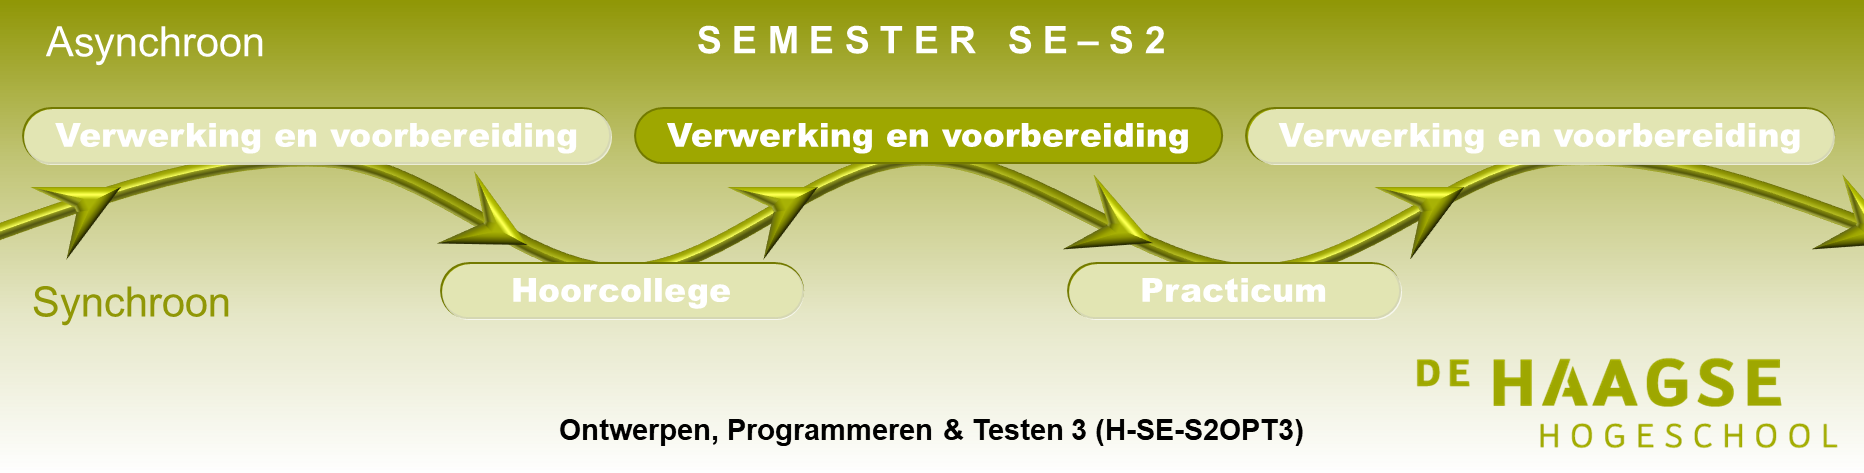 Asynchroon
SEMESTER SE–S2
Verwerking en voorbereiding
Verwerking en voorbereiding
Verwerking en voorbereiding
Hoorcollege
Practicum
Synchroon
DE HAAGSE
HOGESCHOOL
Ontwerpen, Programmeren & Testen 3 (H-SE-S2OPT3)